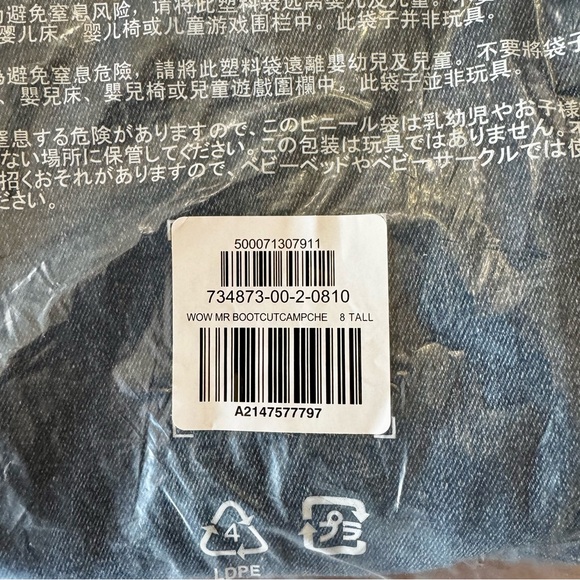 避免窒息风险，请将此塑料袋远离婴儿及儿童。不要
婴儿床、婴儿椅或儿童游戏围栏中。此袋子并非玩具。
避免窒息危險，請將此塑料袋遠離嬰幼兒及兒童。不要將袋子
、嬰兒床、嬰兒椅或兒童遊戲圍欄中。此袋子並非玩具。
窒息する危険がありますので、このビニール袋は乳幼児やお子様
ない場所に保管してください。この包装は玩具ではありません。
招くおそれがありますので、ベビーベッドやベビーサークルでは使
ださい。
500071307911
734873-00-2-0810
WOW MR BOOTCUTCAMPCHE 8 TALL
A2147577797
4 プラ
LDPE